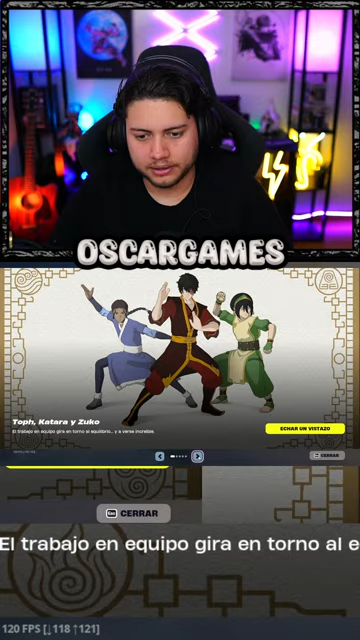 OSCARGAMES
Toph, Katara y Zuko
El trabajo en equipo gira en torno al equilibrio... y a verse increíbles.
ECHAR UN VISTAZO
CERRAR
CERRAR
El trabajo en equipo gira en torno al e
120 FPS [↓118 ↑121]